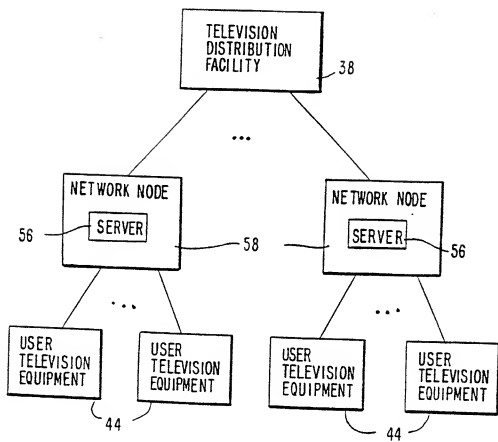 TELEVISION
DISTRIBUTION
FACILITY
38
...
NETWORK NODE
SERVER
56
58
NETWORK NODE
SERVER
56
...
...
USER
TELEVISION
EQUIPMENT
USER
TELEVISION
EQUIPMENT
USER
TELEVISION
EQUIPMENT
USER
TELEVISION
EQUIPMENT
44
44